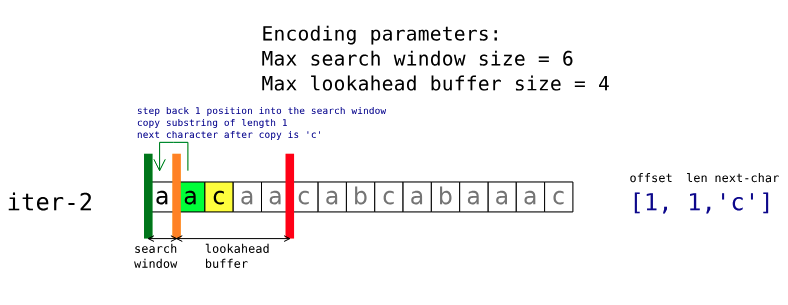 Encoding parameters:
Max search window size = 6
Max lookahead buffer size = 4
step back 1 position into the search window
copy substring of length 1
next character after copy is 'c'
offset len next-char
iter-2 a a c a a c a b c a b a a a c [1, 1,'c']
search lookahead
window buffer